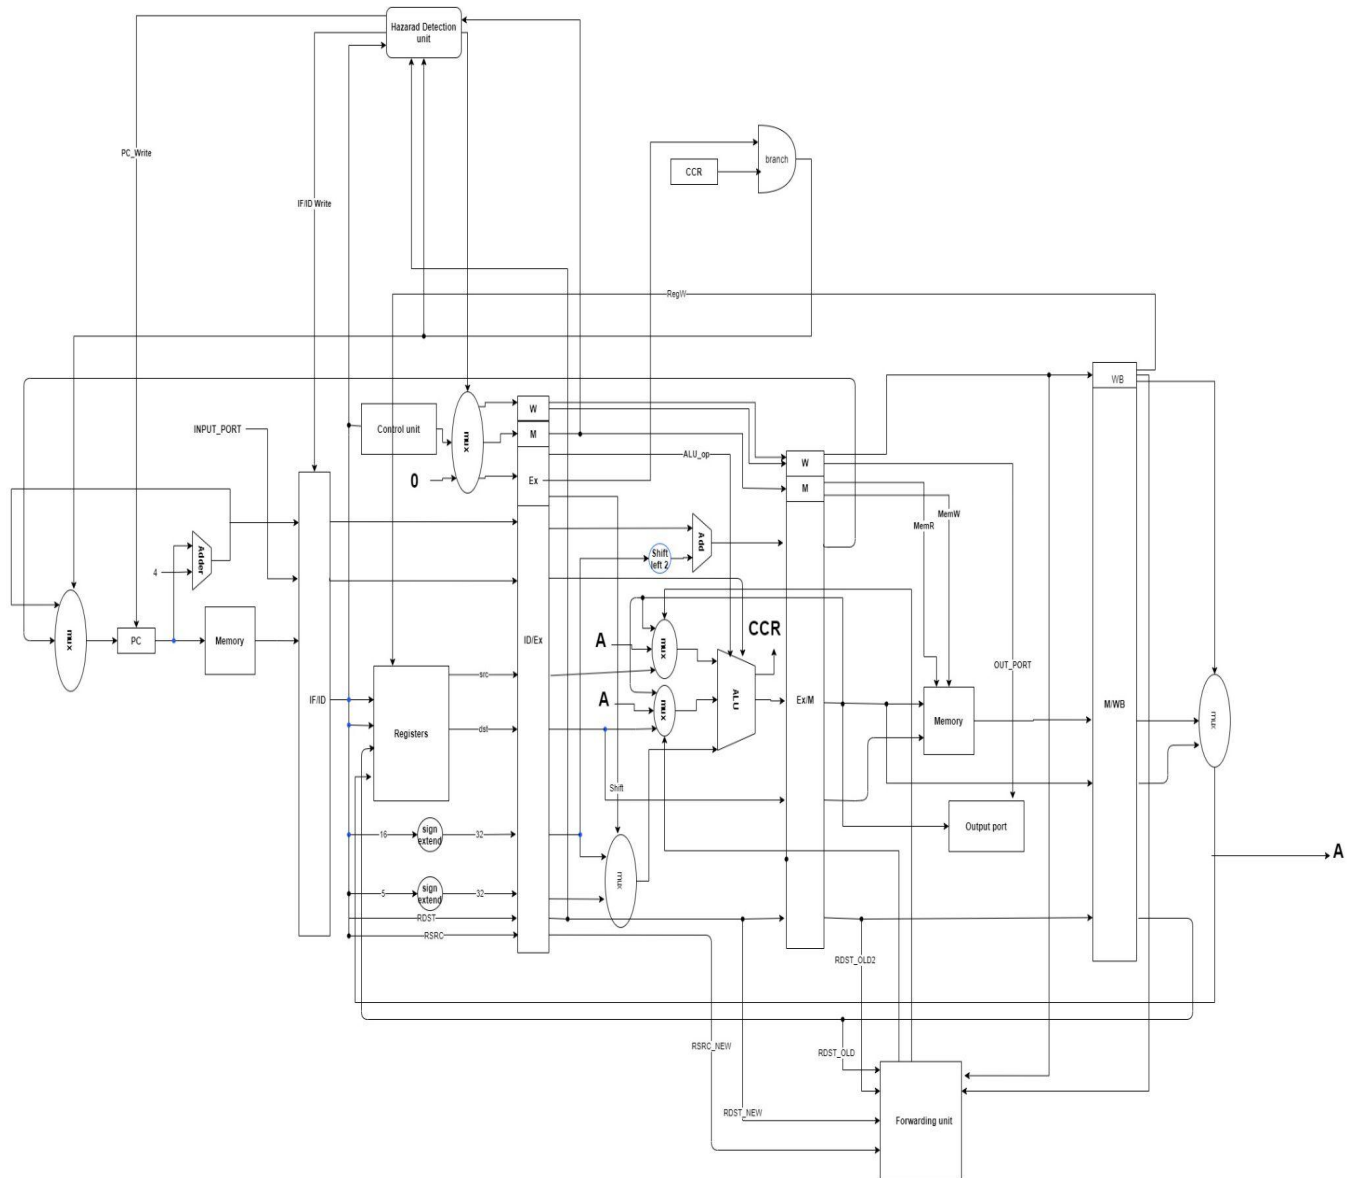 Hazarad Detection
unit
PC_Write
branch
CCR
IF/ID Write
RegW
WB
W
Control unit
mux
INPUT_PORT
M
ALU_op
W
0
Ex
M
MemW
MemR
Adder
Add
Shift
left 2
4
mux
CCR
ID/Ex
A
mux
PC
Memory
OUT_PORT
src
ALU
IF/ID
A
mux
Ex/M
M/WB
Memory
mux
Registers
dst
Shift
16
sign
extend
32
Output port
A
mux
5
sign
extend
32
RDST
RSRC
RDST_OLD2
RSRC_NEW
RDST_OLD
RDST_NEW
Forwarding unit